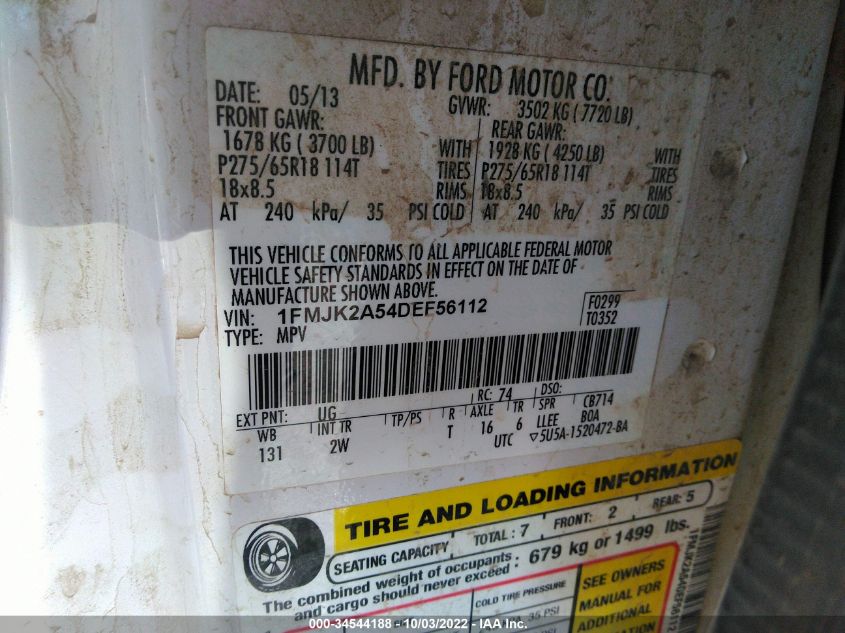 MFD. BY FORD MOTOR CO.
DATE: 05/13 GVWR: 3502 KG ( 7720 LB)
FRONT GAWR: REAR GAWR:
1678 KG ( 3700 LB) WITH 1928 KG ( 4250 LB) WITH
P275/65R18 114T TIRES P275/65R18 114T TIRES
18x8.5 RIMS 18x8.5 RIMS
AT 240 kPa/ 35 PSI COLD AT 240 kPa/ 35 PSI COLD
THIS VEHICLE CONFORMS TO ALL APPLICABLE FEDERAL MOTOR
VEHICLE SAFETY STANDARDS IN EFFECT ON THE DATE OF
MANUFACTURE SHOWN ABOVE.
VIN: 1FMJK2A54DEF56112 F0299
TYPE: MPV T0352
EXT PNT: UG RC: 74 DSO:
WB INT TR TP/PS R AXLE TR SPR CB714
131 2W T 16 6 LLEE BOA
UTC ▽5U5A-1520472-BA
TIRE AND LOADING INFORMATION
SEATING CAPACITY TOTAL: 7 FRONT: 2 REAR: 5
The combined weight of occupants and cargo should never exceed • 679 kg or 1499 lbs.
COLD TIRE PRESSURE
35 PSI
SEE OWNERS
MANUAL FOR
ADDITIONAL
000-34544188 - 10/03/2022 - IAA, Inc.